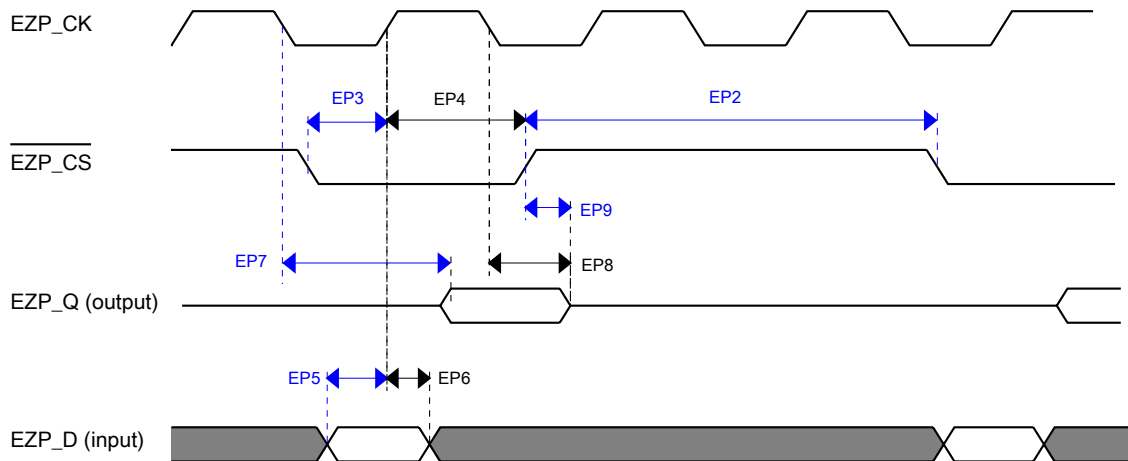 EZP_CK
EP3
EP4
EP2
EZP_CS
EP9
EP7
EP8
EZP_Q (output)
EP5
EP6
EZP_D (input)